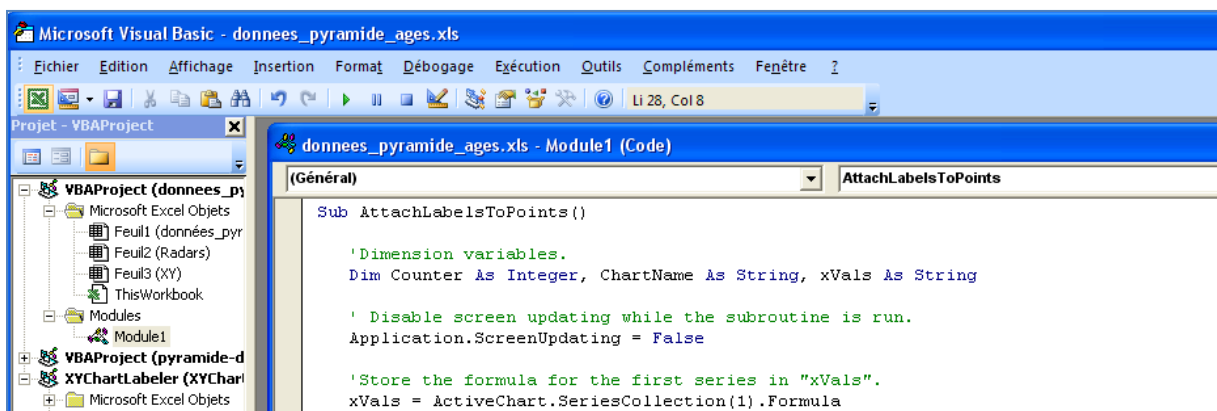 Microsoft Visual Basic - donnees_pyramide_ages.xls
Fichier Edition Affichage Insertion Format Débogage Exécution Outils Compléments Fenêtre ?
Li 28, Col 8
Projet - VBAProject
donnees_pyramide_ages.xls - Module1 (Code)
(Général) AttachLabelsToPoints
VBAProject (donnees_py
Microsoft Excel Objets
Feuil1 (données_pyr
Feuil2 (Radars)
Feuil3 (XY)
ThisWorkbook
Modules
Module1
VBAProject (pyramide-d
XYChartLabeler (XYChart
Microsoft Excel Objets
Sub AttachLabelsToPoints()
'Dimension variables.
Dim Counter As Integer, ChartName As String, xVals As String
' Disable screen updating while the subroutine is run.
Application.ScreenUpdating = False
'Store the formula for the first series in "xVals".
xVals = ActiveChart.SeriesCollection(1).Formula